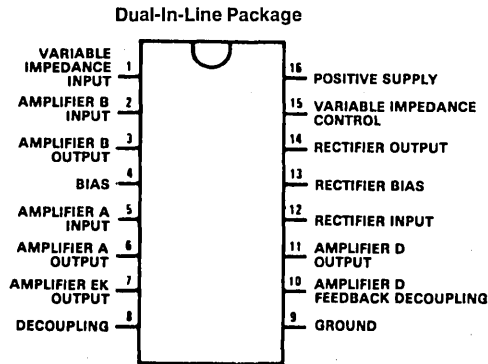 Dual-In-Line Package
VARIABLE
IMPEDANCE
INPUT
1
AMPLIFIER B
INPUT
2
AMPLIFIER B
OUTPUT
3
BIAS
4
AMPLIFIER A
INPUT
5
AMPLIFIER A
OUTPUT
6
AMPLIFIER EK
OUTPUT
7
DECOUPLING
8
16
POSITIVE SUPPLY
15
VARIABLE IMPEDANCE
CONTROL
14
RECTIFIER OUTPUT
13
RECTIFIER BIAS
12
RECTIFIER INPUT
11
AMPLIFIER D
OUTPUT
10
AMPLIFIER D
FEEDBACK DECOUPLING
9
GROUND